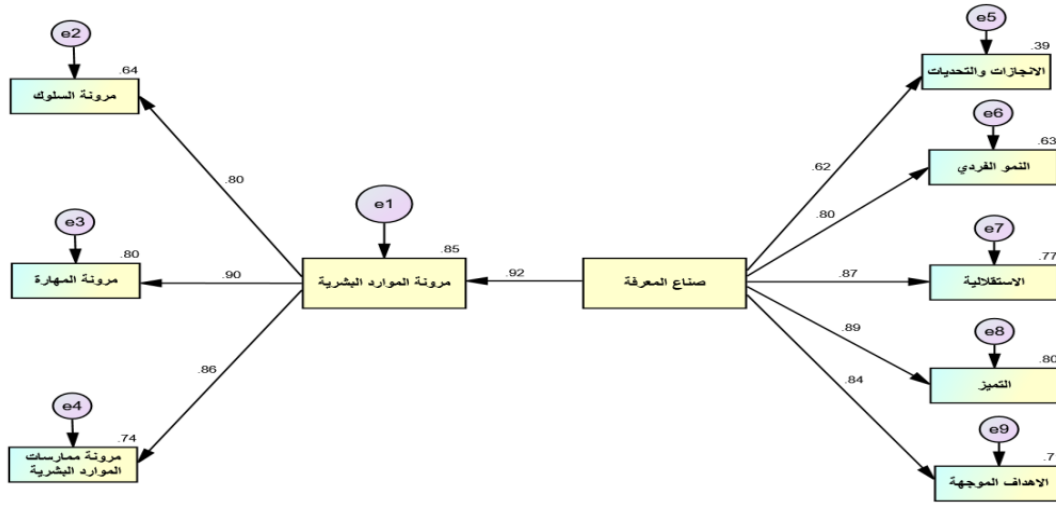 e2
.64
مرونة السلوك
.80
e3
.80
مرونة المهارة
.90
e4
.74
مرونة ممارسات
الموارد البشرية
.86
e1
.85
مرونة الموارد البشرية
.92
صناع المعرفة
e5
.39
الانجازات والتحديات
.62
e6
.63
النمو الفردي
.80
e7
.77
الاستقلالية
.87
e8
.80
التميز
.89
e9
.7
الاهداف الموجهة
.84